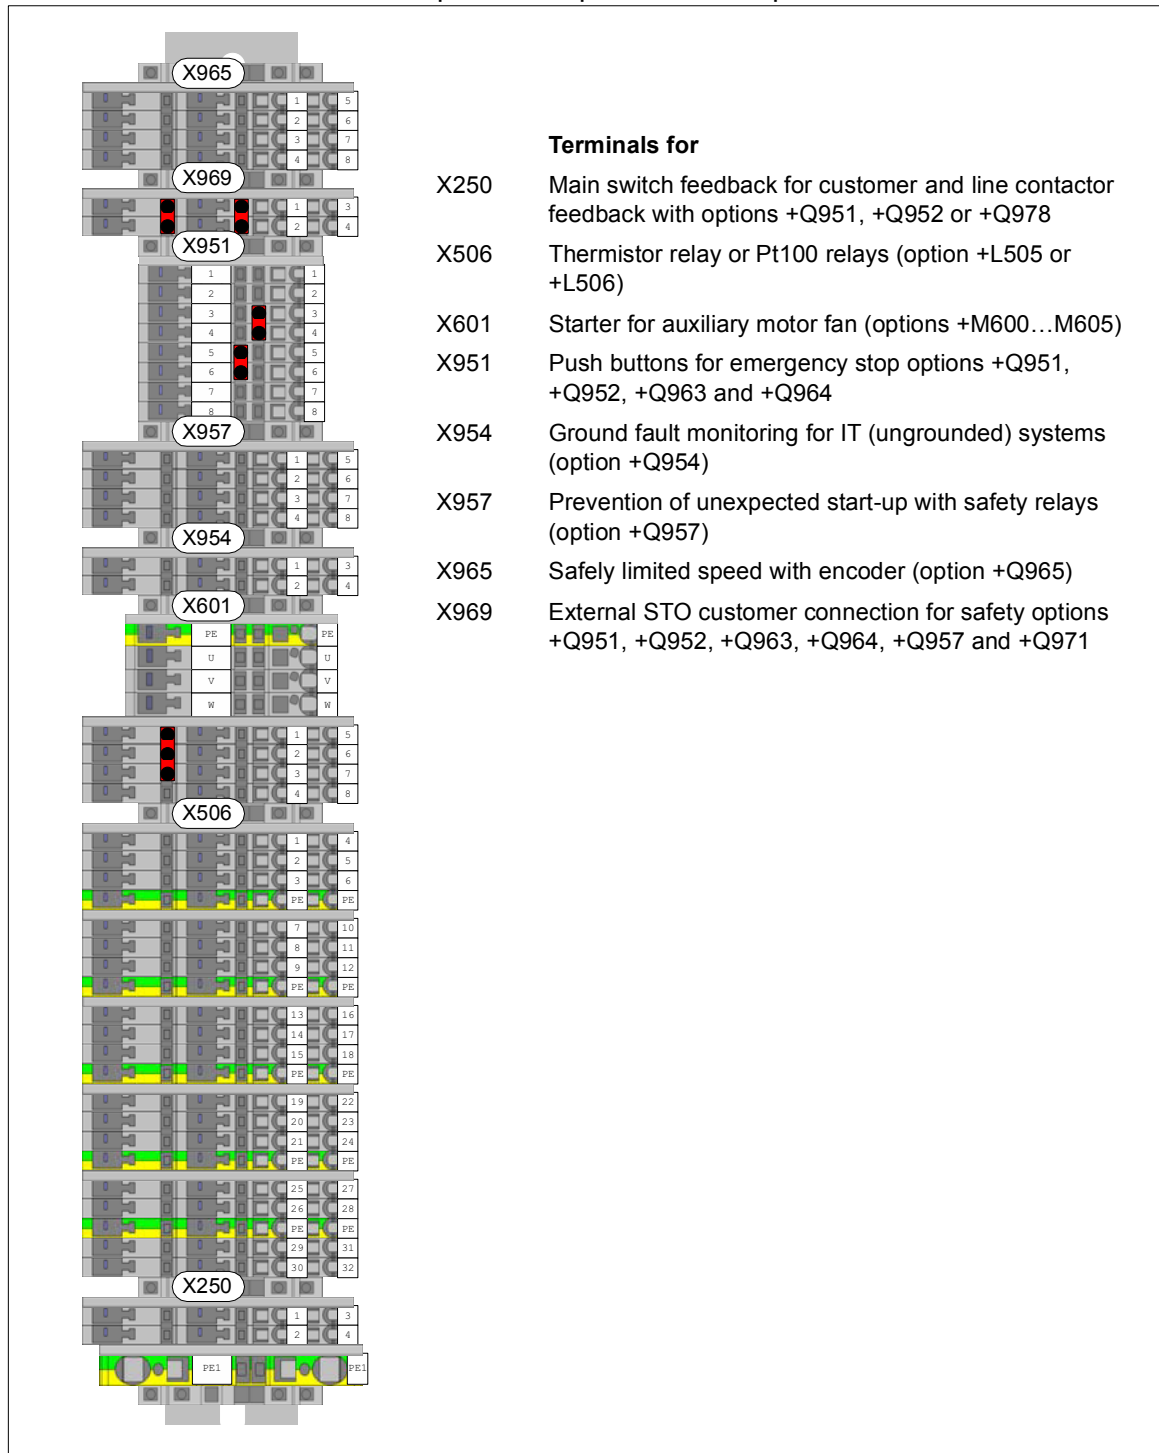 X965
1 5
2 6
3 7
4 8
X969
1 3
2 4
X951
1 1
2 2
3 3
4 4
5 5
6 6
7 7
8 8
X957
1 5
2 6
3 7
4 8
X954
1 3
2 4
X601
PE PE
U U
V V
W W
1 5
2 6
3 7
4 8
X506
1 4
2 5
3 6
PE PE
7 10
8 11
9 12
PE PE
13 16
14 17
15 18
PE PE
19 22
20 23
21 24
PE PE
25 27
26 28
PE PE
29 31
30 32
X250
1 3
2 4
PE1 PE1
Terminals for
X250 Main switch feedback for customer and line contactor
feedback with options +Q951, +Q952 or +Q978
X506 Thermistor relay or Pt100 relays (option +L505 or
+L506)
X601 Starter for auxiliary motor fan (options +M600…M605)
X951 Push buttons for emergency stop options +Q951,
+Q952, +Q963 and +Q964
X954 Ground fault monitoring for IT (ungrounded) systems
(option +Q954)
X957 Prevention of unexpected start-up with safety relays
(option +Q957)
X965 Safely limited speed with encoder (option +Q965)
X969 External STO customer connection for safety options
+Q951, +Q952, +Q963, +Q964, +Q957 and +Q971